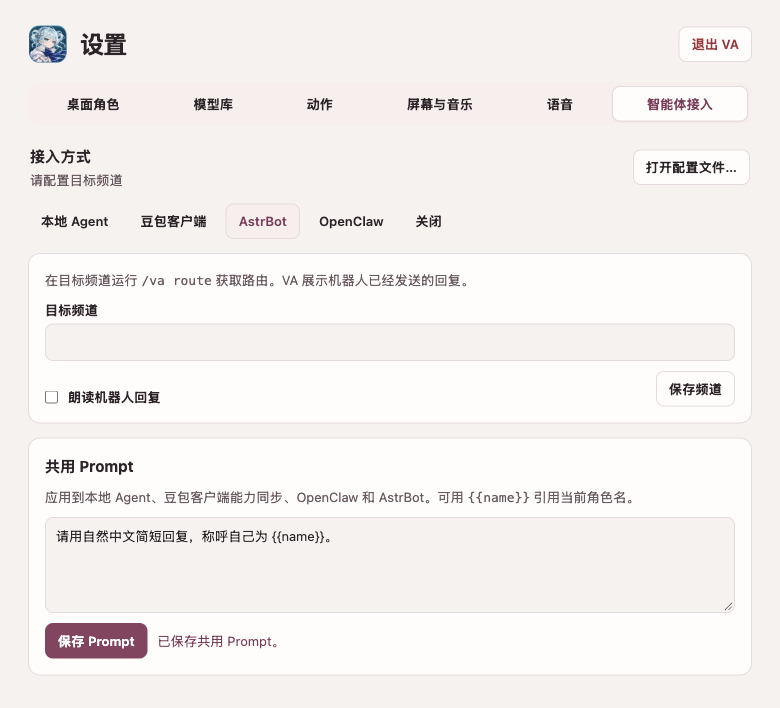 设置
退出 VA
桌面角色 模型库 动作 屏幕与音乐 语音 智能体接入
接入方式
请配置目标频道
打开配置文件...
本地 Agent 豆包客户端 AstrBot OpenClaw 关闭
在目标频道运行 /va route 获取路由。VA 展示机器人已经发送的回复。
目标频道
朗读机器人回复
保存频道
共用 Prompt
应用到本地 Agent、豆包客户端能力同步、OpenClaw 和 AstrBot。可用 {{name}} 引用当前角色名。
请用自然中文简短回复，称呼自己为 {{name}}。
保存 Prompt 已保存共用 Prompt。